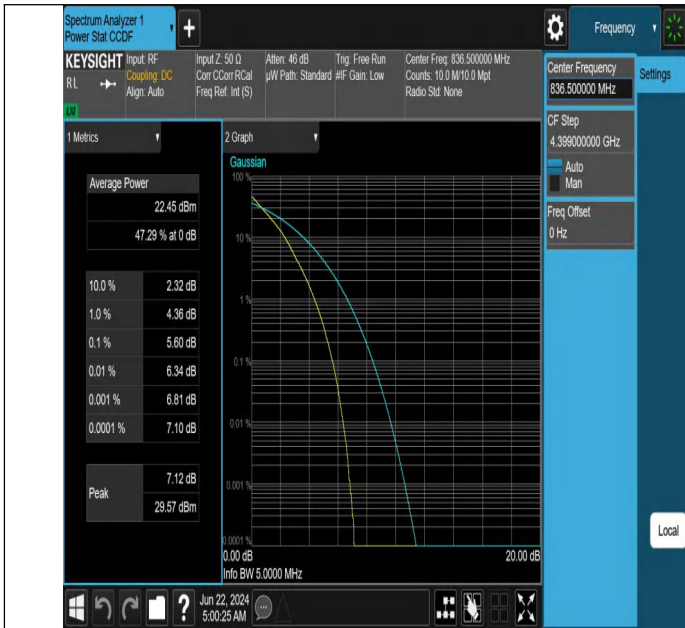 Spectrum Analyzer 1
Power Stat CCDF
Frequency
KEYSIGHT
RL
LNI
Input: RF
Coupling: DC
Align: Auto
Input Z: 50 Ω
Corr CCorr RCal
Freq Ref: Int (S)
Atten: 46 dB
µW Path: Standard
Trig: Free Run
#IF Gain: Low
Center Freq: 836.500000 MHz
Counts: 10.0 M/10.0 Mpt
Radio Std: None
Center Frequency
836.500000 MHz
Settings
CF Step
4.399000000 GHz
Auto
Man
Freq Offset
0 Hz
Local
1 Metrics
Average Power
22.45 dBm
47.29 % at 0 dB
10.0 % 2.32 dB
1.0 % 4.36 dB
0.1 % 5.60 dB
0.01 % 6.34 dB
0.001 % 6.81 dB
0.0001 % 7.10 dB
Peak
7.12 dB
29.57 dBm
2 Graph
Gaussian
100 %
10 %
1 %
0.1 %
0.01 %
0.001 %
0.0001 %
0.00 dB 20.00 dB
Info BW 5.0000 MHz
?
Jun 22, 2024
5:00:25 AM